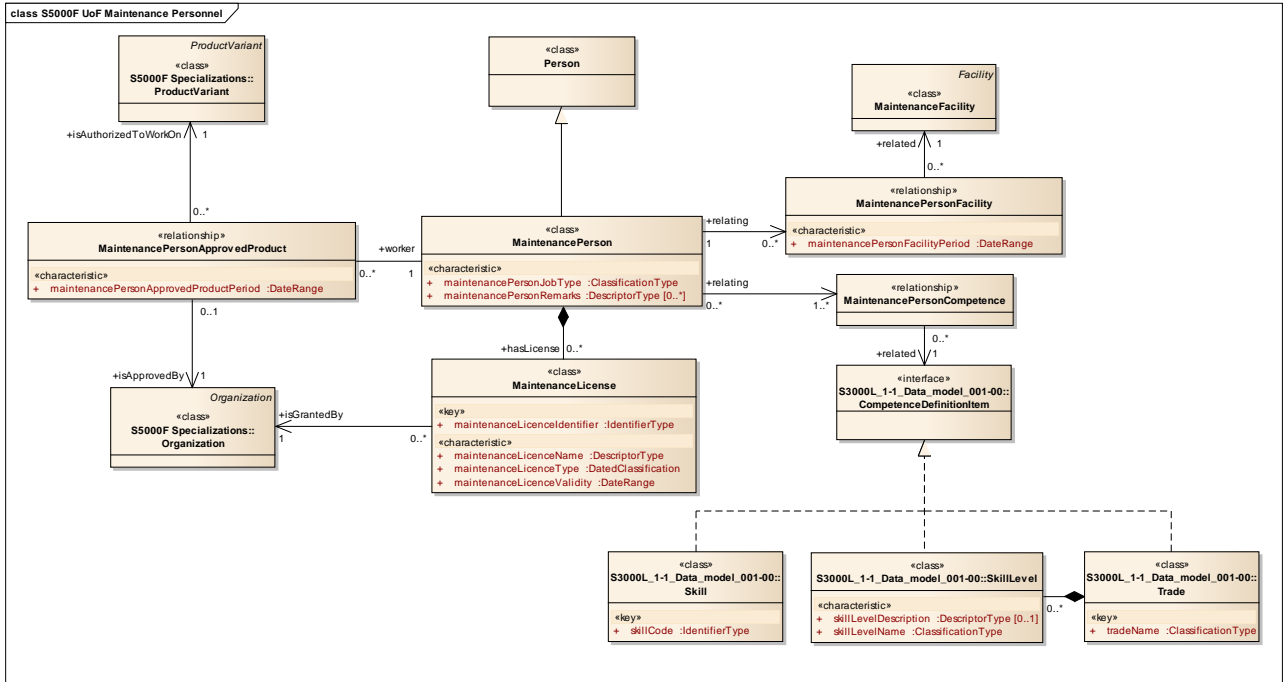 class S5000F UoF Maintenance Personnel
ProductVariant
«class»
S5000F Specializations::
ProductVariant
+isAuthorizedToWorkOn
1
0..*
«class»
Person
Facility
«class»
MaintenanceFacility
+related
1
0..*
«relationship»
MaintenancePersonFacility
«characteristic»
+ maintenancePersonFacilityPeriod :DateRange
«relationship»
MaintenancePersonApprovedProduct
«characteristic»
+ maintenancePersonApprovedProductPeriod :DateRange
+worker
0..*
1
«class»
MaintenancePerson
«characteristic»
+ maintenancePersonJobType :ClassificationType
+ maintenancePersonRemarks :DescriptorType [0..*]
+relating
1
0..*
+relating
0..*
1..*
«relationship»
MaintenancePersonCompetence
0..*
+related
1
0..1
+isApprovedBy
1
+hasLicense
0..*
«class»
MaintenanceLicense
«key»
+ maintenanceLicenceIdentifier :IdentifierType
«characteristic»
+ maintenanceLicenceName :DescriptorType
+ maintenanceLicenceType :DatedClassification
+ maintenanceLicenceValidity :DateRange
+isGrantedBy
1
0..*
Organization
«class»
S5000F Specializations::
Organization
«interface»
S3000L_1-1_Data_model_001-00::
CompetenceDefinitionItem
«class»
S3000L_1-1_Data_model_001-00::
Skill
«key»
+ skillCode :IdentifierType
«class»
S3000L_1-1_Data_model_001-00::SkillLevel
«characteristic»
+ skillLevelDescription :DescriptorType [0..1]
+ skillLevelName :ClassificationType
0..*
«class»
S3000L_1-1_Data_model_001-00::
Trade
«key»
+ tradeName :ClassificationType